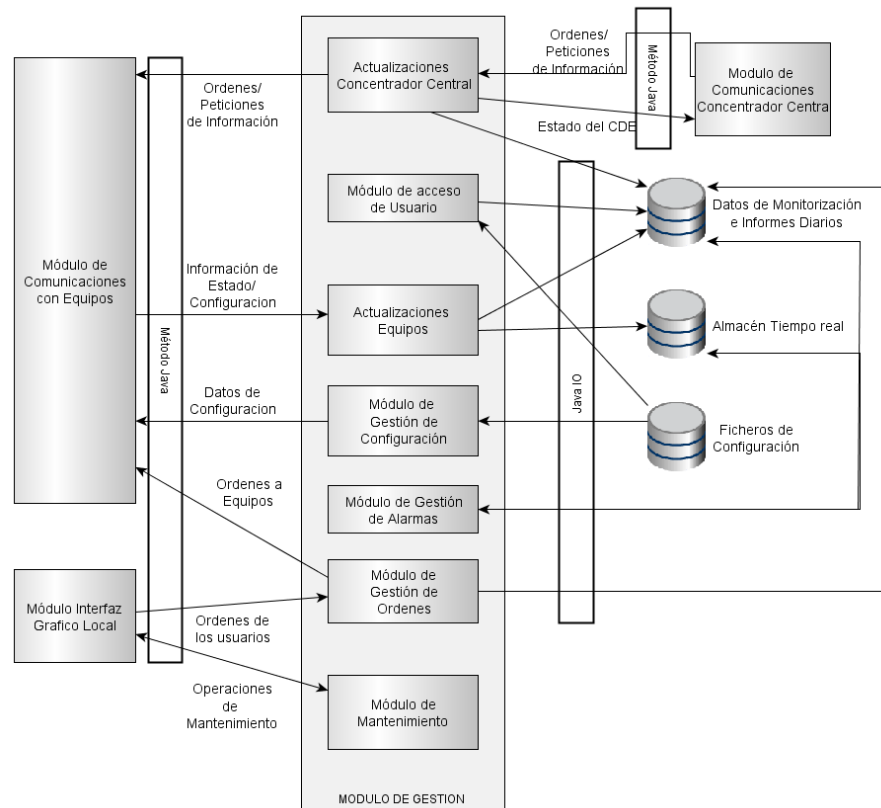 Ordenes/
Peticiones
de Información
Método Java
Modulo de
Comunicaciones
Concentrador Central
Actualizaciones
Concentrador Central
Ordenes/
Peticiones
de Información
Estado del CDE
Módulo de acceso
de Usuario
Datos de Monitorización
e Informes Diarios
Módulo de
Comunicaciones
con Equipos
Información de
Estado/
Configuracion
Actualizaciones
Equipos
Almacén Tiempo real
Método Java
Java IO
Datos de
Configuracion
Módulo de
Gestión de
Configuración
Ficheros de
Configuración
Ordenes a
Equipos
Módulo de Gestión
de Alarmas
Módulo de
Gestión de
Ordenes
Módulo Interfaz
Grafico Local
Ordenes de
los usuarios
Operaciones
de
Mantenimiento
Módulo de
Mantenimiento
MODULO DE GESTION